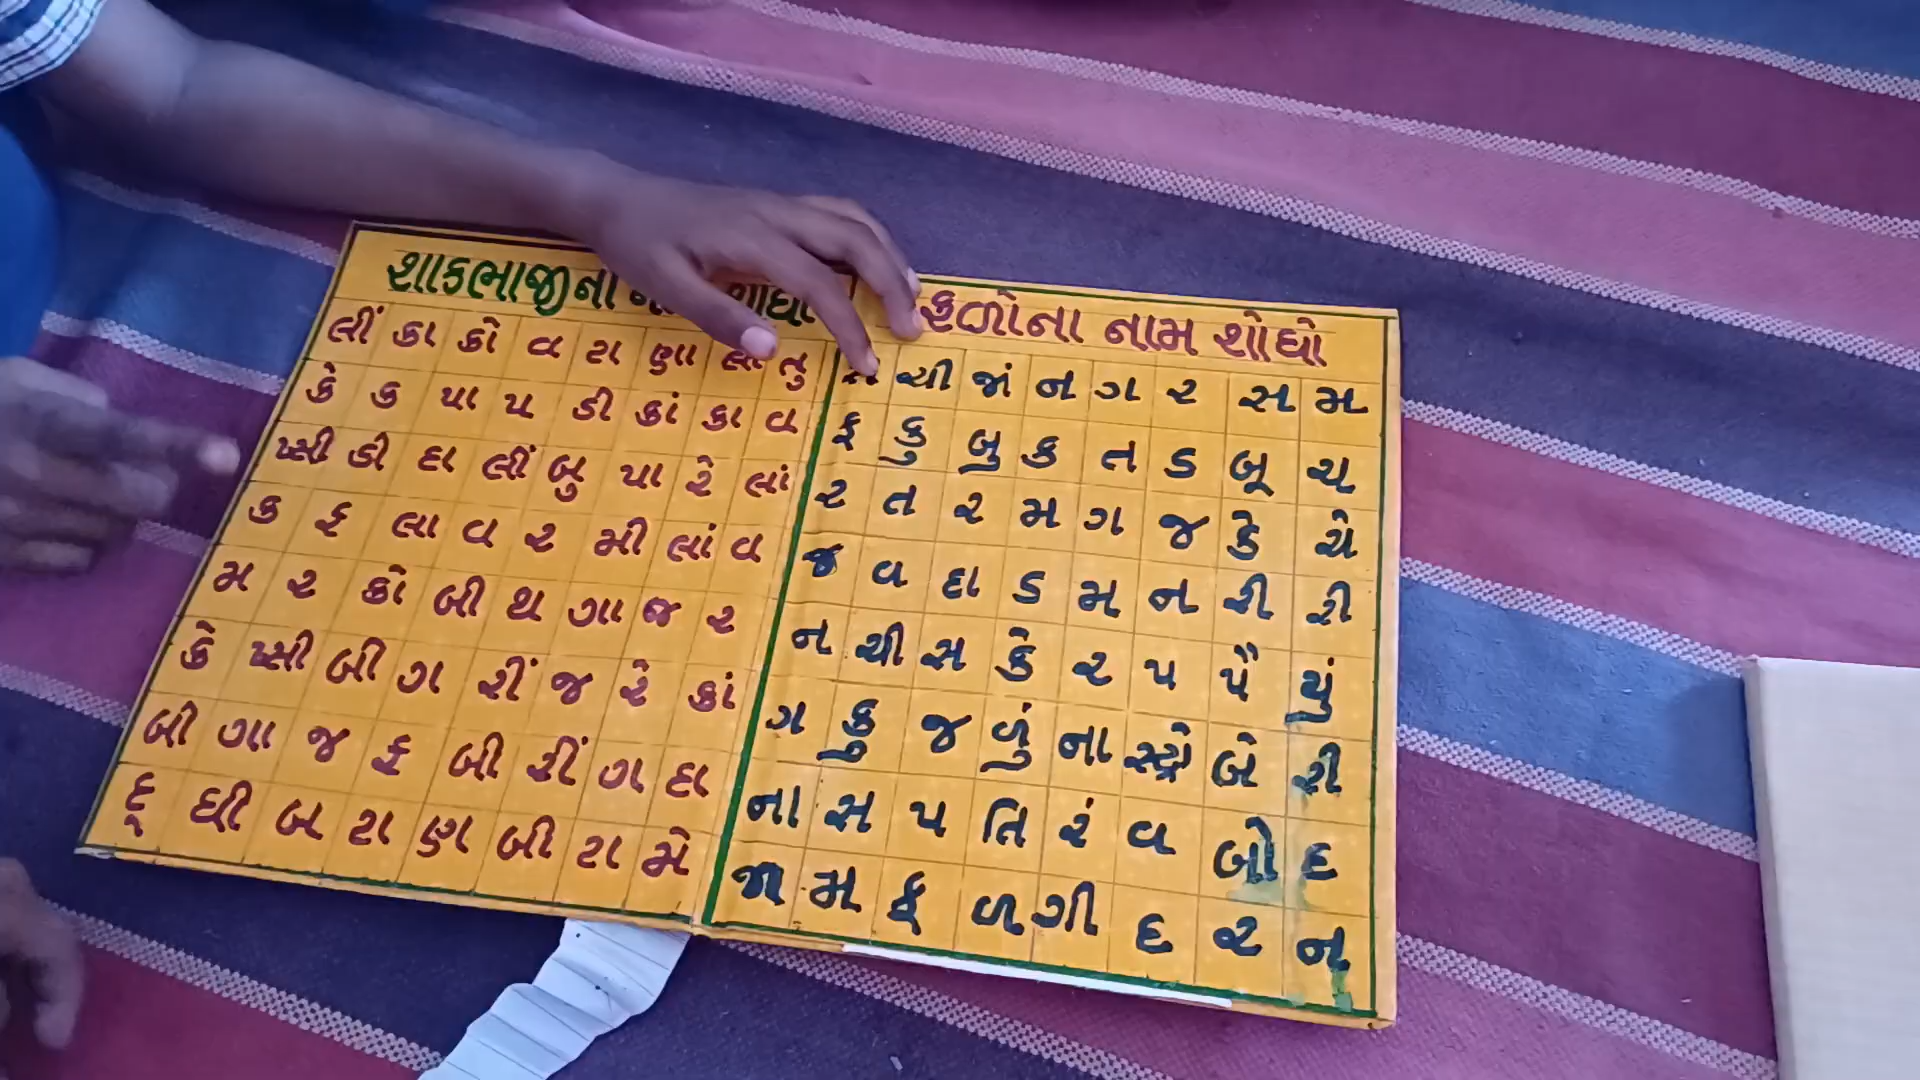 શાકભાજીના નામ શોધો
લીં કા કો વ ટા ણા લી તુ
કે ક પા પ ડી કાં કા વ
ખ્સી ડો દા લીં બુ પા રે લાં
ક ફ લા વ ર મી લાં વ
મ ર કો બી થ ગા જ ર
કે ખ્સી બી ગ રીં જ રે કાં
બી ગા જ ફ બી રીં ગ દા
દૂ ધી બ ટા ણ બી ટા મે
ફળોના નામ શોધો
ચી જાં ન ગ ર સ મ
ફ કુ બુ ક ત ડ બૂ ચ
ર ત ર મ ગ જ કે ચે
જ વ દા ડ મ ન રી રી
ન ચી સ કે ર પ પૈ યું
ગ કુ જ ળું ના સ્ટ્રો બે રી
ના સ પ તિ રં વ બો દ
જા મ ફ ળ ગી દ ર ન